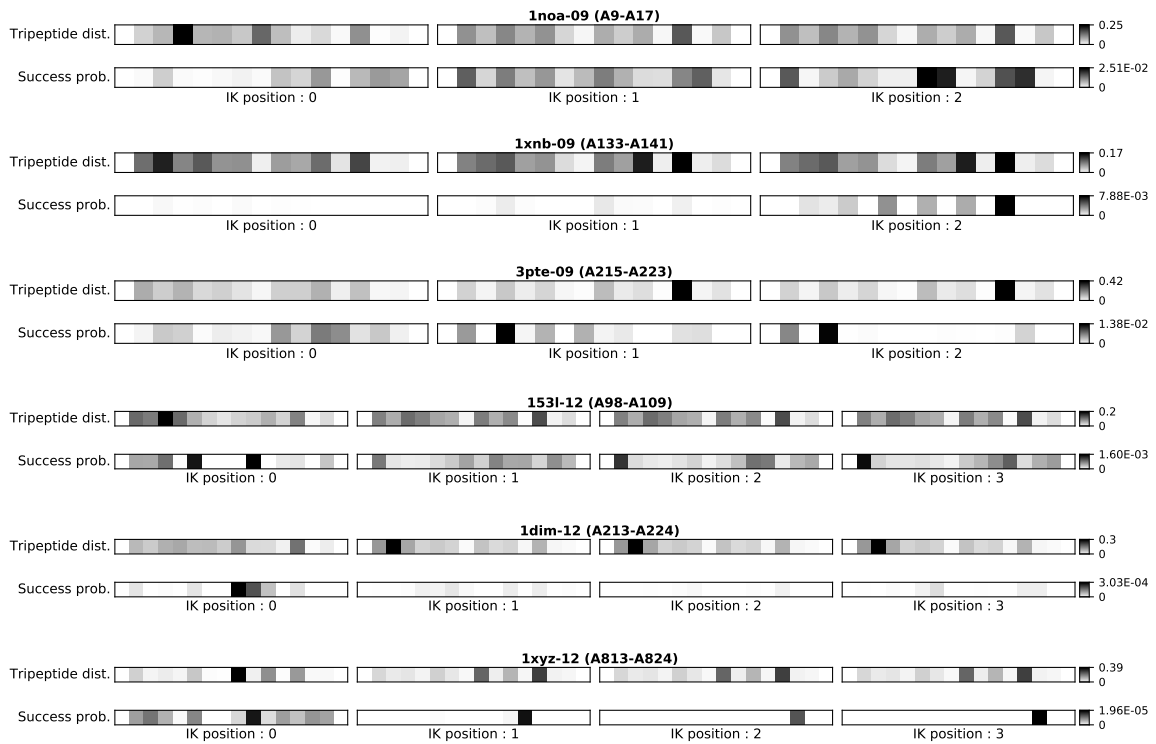 1noa-09 (A9-A17)
Tripeptide dist.
0.25
0
Success prob.
2.51E-02
0
IK position : 0
IK position : 1
IK position : 2
1xnb-09 (A133-A141)
Tripeptide dist.
0.17
0
Success prob.
7.88E-03
0
IK position : 0
IK position : 1
IK position : 2
3pte-09 (A215-A223)
Tripeptide dist.
0.42
0
Success prob.
1.38E-02
0
IK position : 0
IK position : 1
IK position : 2
153l-12 (A98-A109)
Tripeptide dist.
0.2
0
Success prob.
1.60E-03
0
IK position : 0
IK position : 1
IK position : 2
IK position : 3
1dim-12 (A213-A224)
Tripeptide dist.
0.3
0
Success prob.
3.03E-04
0
IK position : 0
IK position : 1
IK position : 2
IK position : 3
1xyz-12 (A813-A824)
Tripeptide dist.
0.39
0
Success prob.
1.96E-05
0
IK position : 0
IK position : 1
IK position : 2
IK position : 3